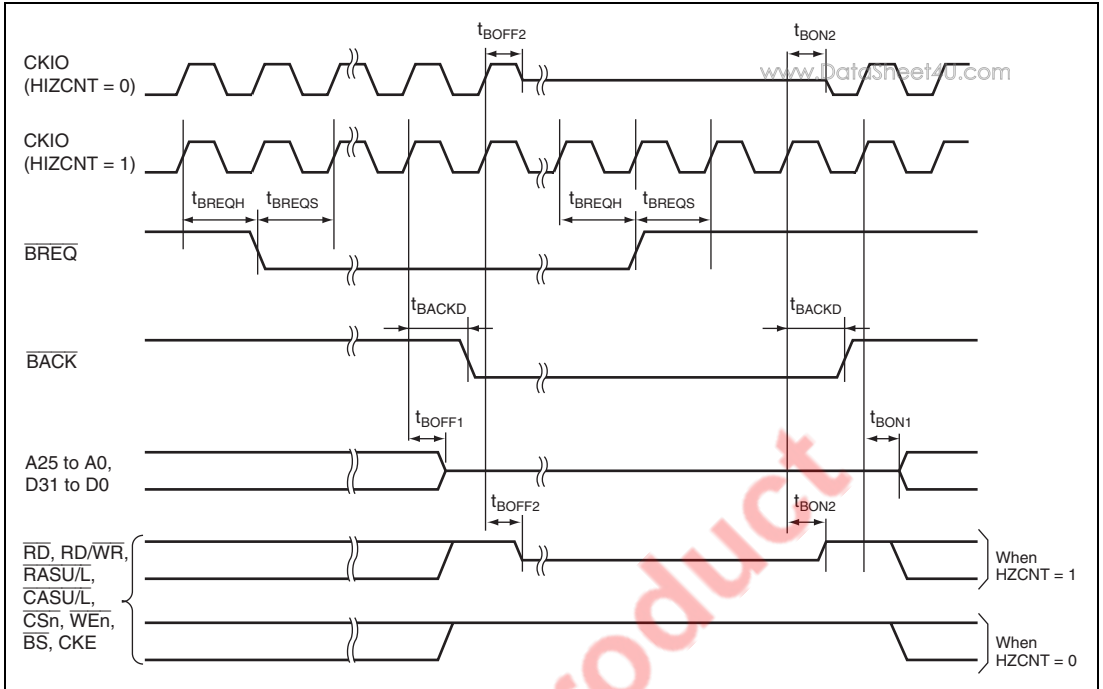 tBOFF2
tBON2
CKIO
(HIZCNT = 0)
www.DataSheet4U.com
CKIO
(HIZCNT = 1)
tBREQH
tBREQS
tBREQH
tBREQS
BREQ
tBACKD
tBACKD
BACK
tBOFF1
tBON1
A25 to A0,
D31 to D0
tBOFF2
tBON2
RD, RD/WR,
RASU/L,
CASU/L,
CSn, WEn,
BS, CKE
When
HZCNT = 1
When
HZCNT = 0
roduct